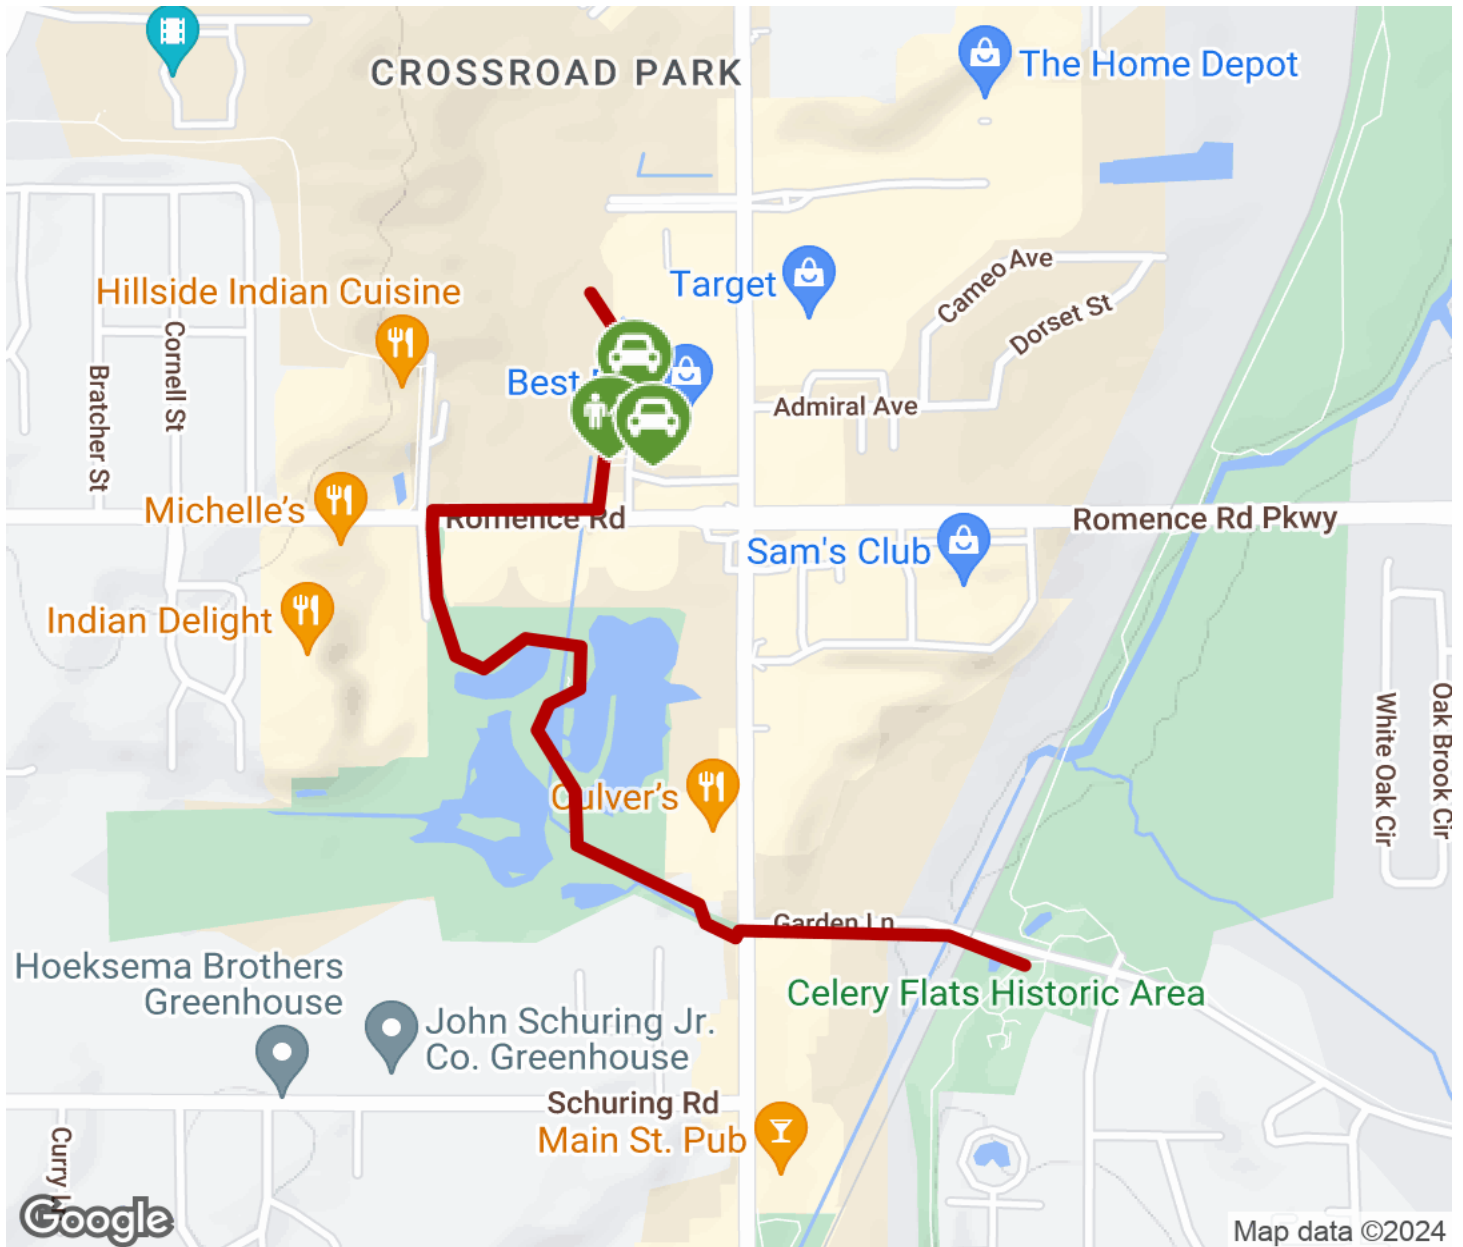 CROSSROAD PARK
The Home Depot
Target
Hillside Indian Cuisine
Cameo Ave
Dorset St
Cornell St
Bratcher St
Best
Admiral Ave
Michelle's
Romence Rd
Romence Rd Pkwy
Sam's Club
Indian Delight
White Oak Cir
Oak Brook Cir
Culver's
Garden Ln
Hoeksema Brothers
Greenhouse
Celery Flats Historic Area
John Schuring Jr.
Co. Greenhouse
Schuring Rd
Main St. Pub
Curry
Google
Map data ©2024